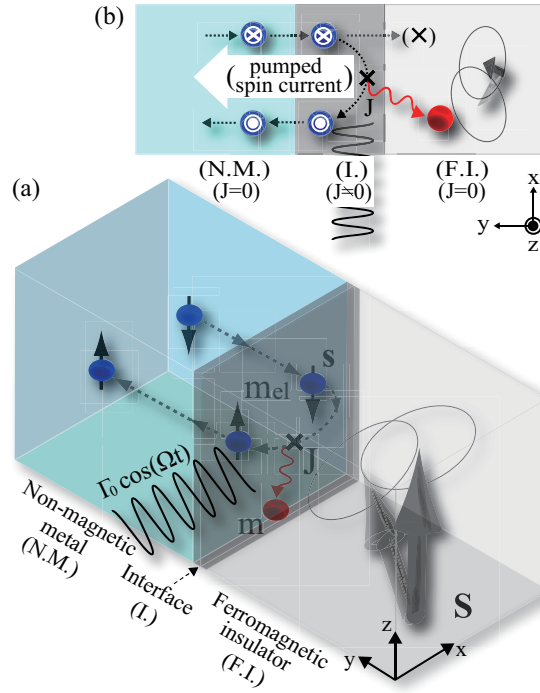 (b)
(×)
(pumped
spin current)
J
(N.M.)
(J=0)
(I.)
(J≠0)
(F.I.)
(J=0)
x
y
z
(a)
s
m_el
J
Γ₀ cos(Ωt)
m
Non-magnetic
metal
(N.M.)
Interface
(I.)
Ferromagnetic
insulator
(F.I.)
S
z
y
x